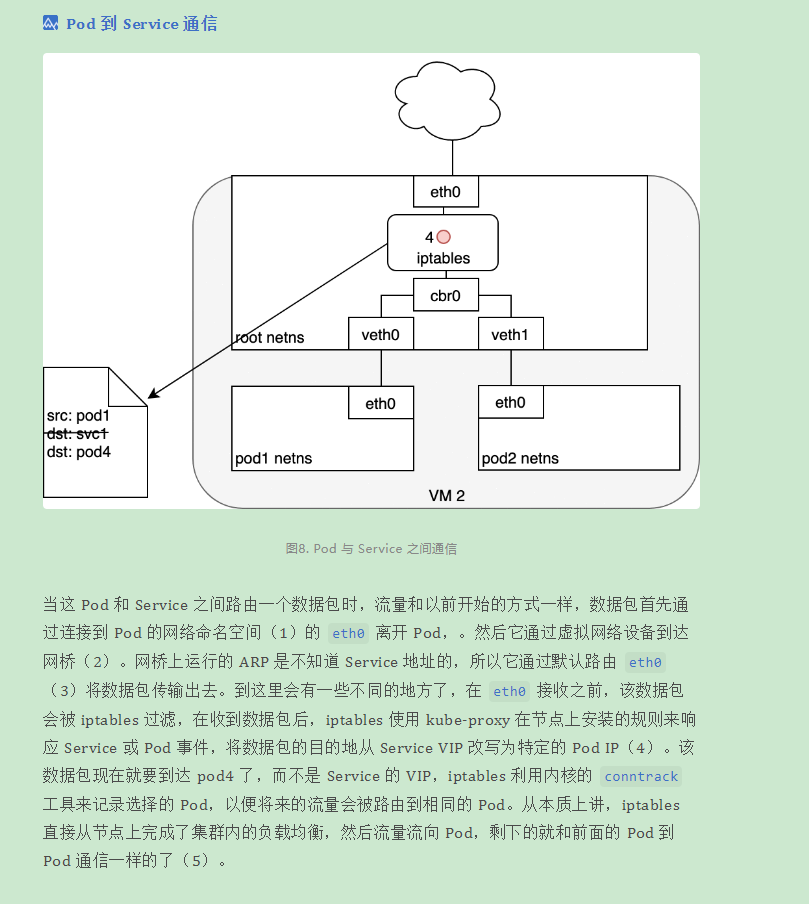 Pod 到 Service 通信
eth0
4
iptables
cbr0
root netns
veth0
veth1
src: pod1
dst: svc1
dst: pod4
eth0
eth0
pod1 netns
pod2 netns
VM 2
图8. Pod 与 Service 之间通信
当这 Pod 和 Service 之间路由一个数据包时，流量和以前开始的方式一样，数据包首先通
过连接到 Pod 的网络命名空间（1）的 eth0 离开 Pod，。然后它通过虚拟网络设备到达
网桥（2）。网桥上运行的 ARP 是不知道 Service 地址的，所以它通过默认路由 eth0
（3）将数据包传输出去。到这里会有一些不同的地方了，在 eth0 接收之前，该数据包
会被 iptables 过滤，在收到数据包后，iptables 使用 kube-proxy 在节点上安装的规则来响
应 Service 或 Pod 事件，将数据包的目的地从 Service VIP 改写为特定的 Pod IP（4）。该
数据包现在就要到达 pod4 了，而不是 Service 的 VIP，iptables 利用内核的 conntrack
工具来记录选择的 Pod，以便将来的流量会被路由到相同的 Pod。从本质上讲，iptables
直接从节点上完成了集群内的负载均衡，然后流量流向 Pod，剩下的就和前面的 Pod 到
Pod 通信一样的了（5）。